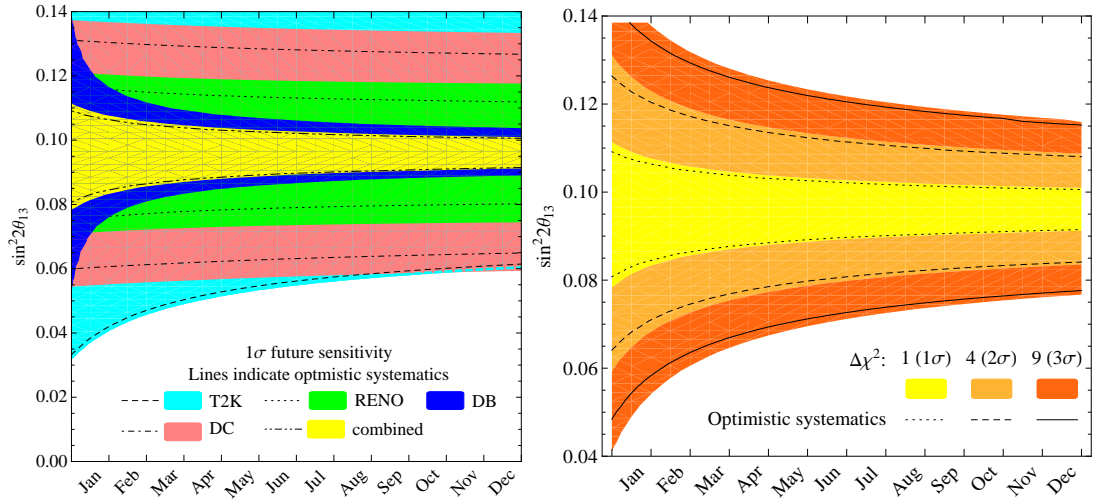 0.14
0.12
0.10
0.08
0.06
0.04
0.02
0.00
sin²2θ₁₃
1σ future sensitivity
Lines indicate optmistic systematics
T2K RENO DB
DC combined
Jan Feb Mar Apr May Jun Jul Aug Sep Oct Nov Dec
0.14
0.12
0.10
0.08
0.06
0.04
sin²2θ₁₃
Δχ²: 1 (1σ) 4 (2σ) 9 (3σ)
Optimistic systematics
Jan Feb Mar Apr May Jun Jul Aug Sep Oct Nov Dec